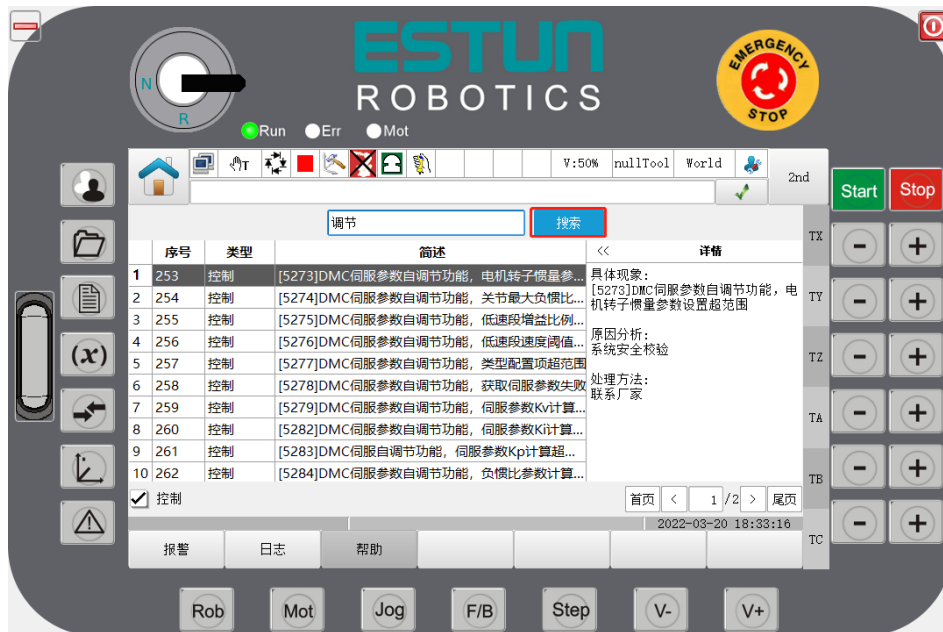 ESTUN
ROBOTICS
EMERGENCY
STOP
N
R
Run Err Mot
T
V:50% nullTool World
2nd
Start Stop
调节 搜索
序号 类型 简述 << 详情
1 253 控制 [5273]DMC伺服参数自调节功能，电机转子惯量参...
2 254 控制 [5274]DMC伺服参数自调节功能，关节最大负惯比...
3 255 控制 [5275]DMC伺服参数自调节功能，低速段增益比例...
4 256 控制 [5276]DMC伺服参数自调节功能，低速段速度阈值...
5 257 控制 [5277]DMC伺服参数自调节功能，类型配置项超范围
6 258 控制 [5278]DMC伺服参数自调节功能，获取伺服参数失败
7 259 控制 [5279]DMC伺服参数自调节功能，伺服参数Kv计算...
8 260 控制 [5282]DMC伺服参数自调节功能，伺服参数Ki计算...
9 261 控制 [5283]DMC伺服自调节功能，伺服参数Kp计算超...
10 262 控制 [5284]DMC伺服参数自调节功能，负惯比参数计算...
具体现象：
[5273]DMC伺服参数自调节功能，电
机转子惯量参数设置超范围
原因分析：
系统安全校验
处理方法：
联系厂家
TX
TY
TZ
TA
TB
TC
- +
- +
- +
- +
- +
- +
(x)
控制
首页 < 1 /2 > 尾页
2022-03-20 18:33:16
报警 日志 帮助
Rob Mot Jog F/B Step V- V+